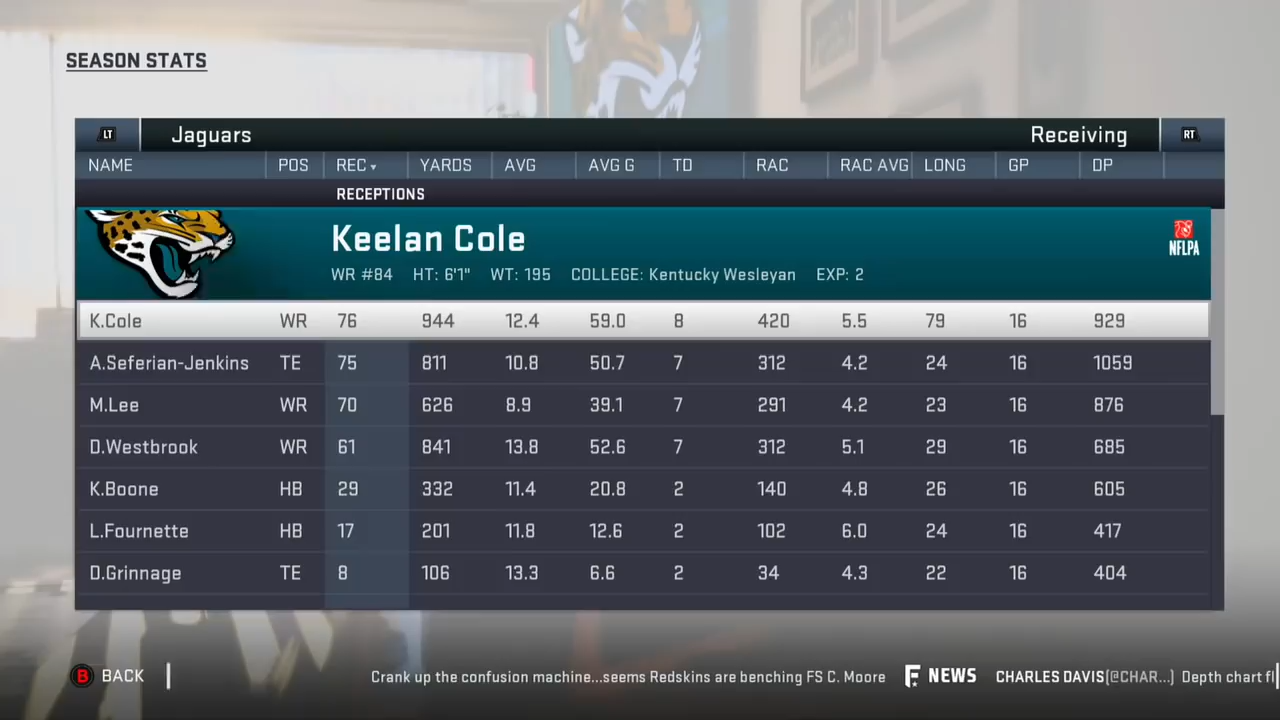 SEASON STATS
LT Jaguars Receiving RT
NAME POS REC YARDS AVG AVG G TD RAC RAC AVG LONG GP DP
RECEPTIONS
Keelan Cole
WR #84 HT: 6'1" WT: 195 COLLEGE: Kentucky Wesleyan EXP: 2
NFLPA
K.Cole WR 76 944 12.4 59.0 8 420 5.5 79 16 929
A.Seferian-Jenkins TE 75 811 10.8 50.7 7 312 4.2 24 16 1059
M.Lee WR 70 626 8.9 39.1 7 291 4.2 23 16 876
D.Westbrook WR 61 841 13.8 52.6 7 312 5.1 29 16 685
K.Boone HB 29 332 11.4 20.8 2 140 4.8 26 16 605
L.Fournette HB 17 201 11.8 12.6 2 102 6.0 24 16 417
D.Grinnage TE 8 106 13.3 6.6 2 34 4.3 22 16 404
B BACK Crank up the confusion machine...seems Redskins are benching FS C. Moore F NEWS CHARLES DAVIS(@CHAR...) Depth chart fl